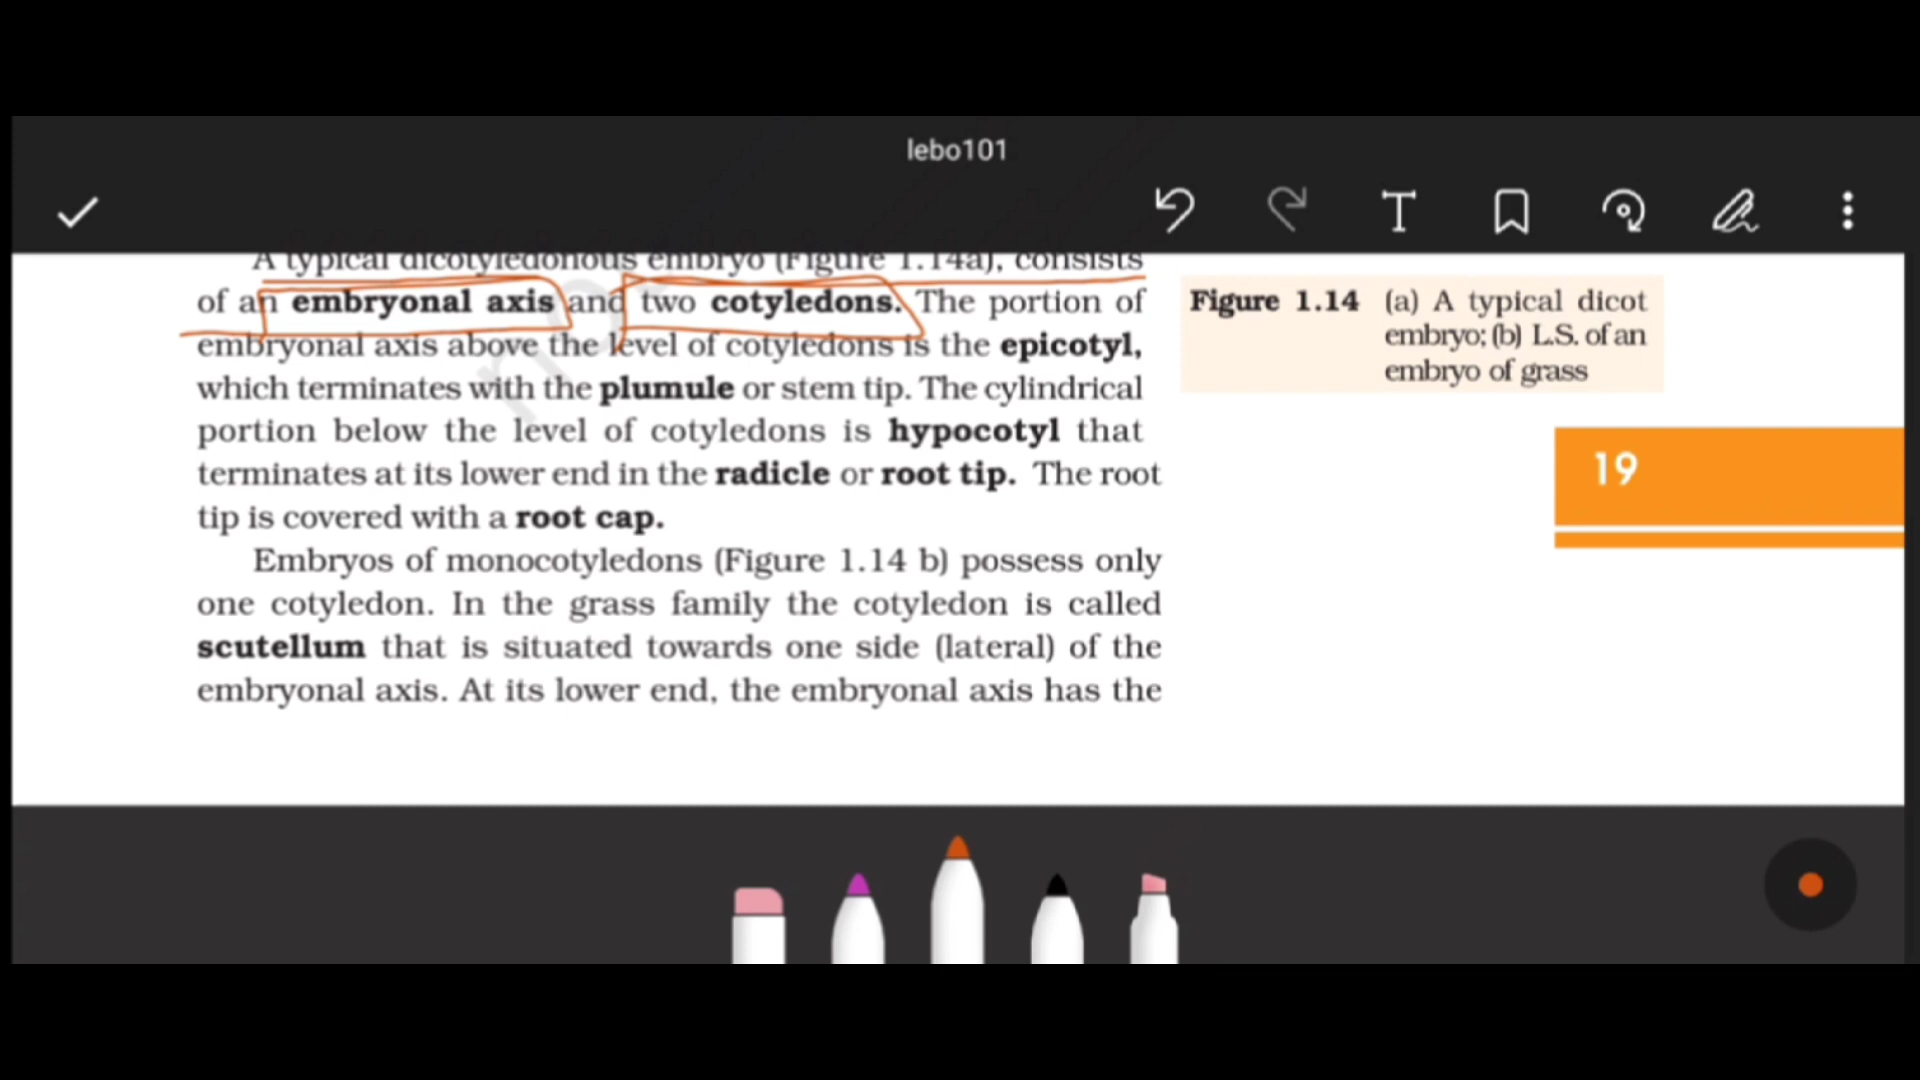 lebo101
A typical dicotyledonous embryo (Figure 1.14a), consists
of an embryonal axis and two cotyledons. The portion of
embryonal axis above the level of cotyledons is the epicotyl,
which terminates with the plumule or stem tip. The cylindrical
portion below the level of cotyledons is hypocotyl that
terminates at its lower end in the radicle or root tip. The root
tip is covered with a root cap.
Embryos of monocotyledons (Figure 1.14 b) possess only
one cotyledon. In the grass family the cotyledon is called
scutellum that is situated towards one side (lateral) of the
embryonal axis. At its lower end, the embryonal axis has the
Figure 1.14 (a) A typical dicot
embryo; (b) L.S. of an
embryo of grass
19